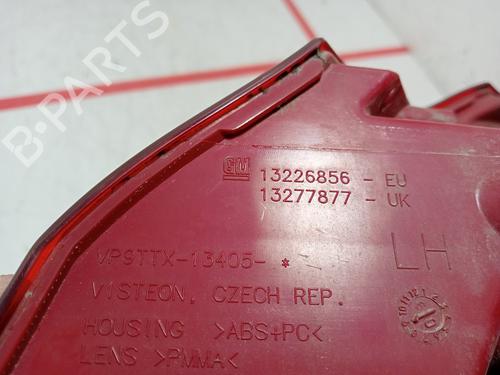 B-PARTS
GM 13226856 - EU
13277877 - UK
VP9TTX-13405- *
LH
VISTEON, CZECH REP.
HOUSING >ABS+PC<
LENS >PMMA<